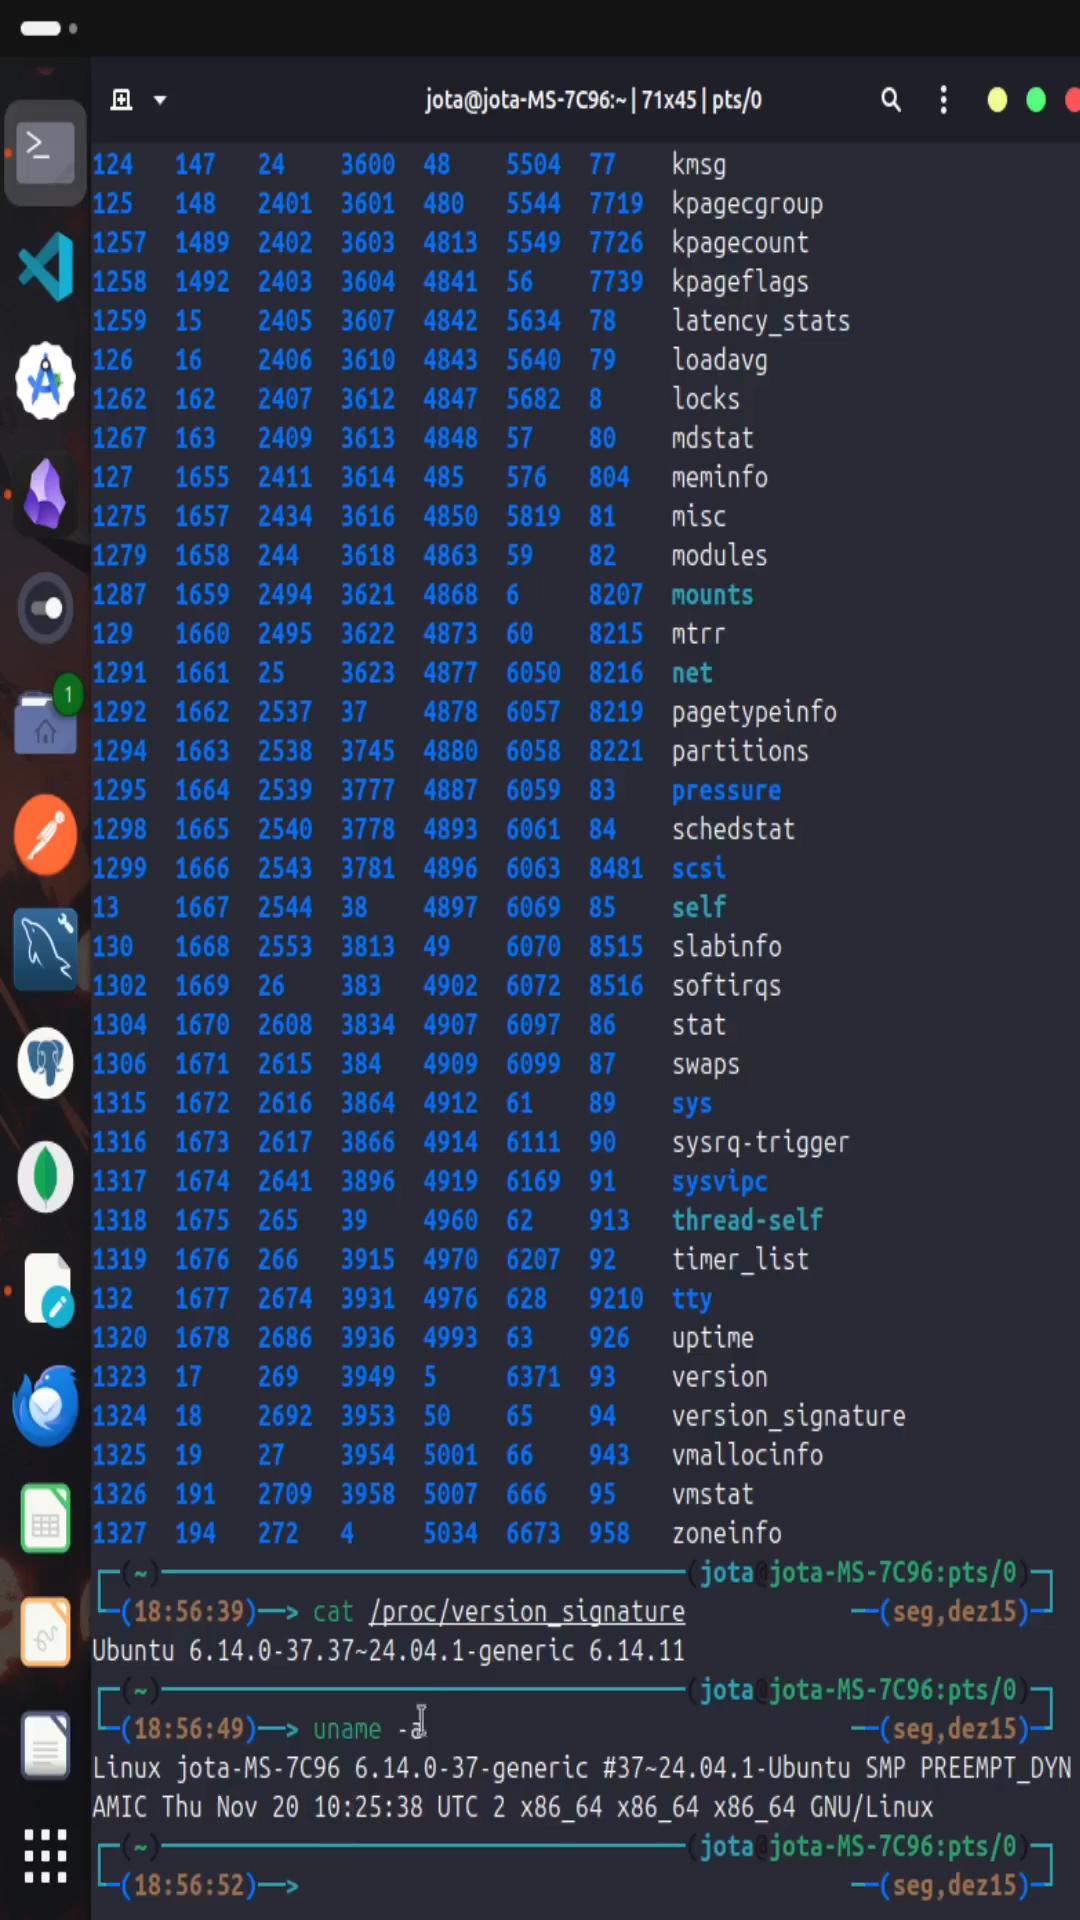 jota@jota-MS-7C96:~ | 71x45 | pts/0
124 147 24 3600 48 5504 77 kmsg
125 148 2401 3601 480 5544 7719 kpagecgroup
1257 1489 2402 3603 4813 5549 7726 kpagecount
1258 1492 2403 3604 4841 56 7739 kpageflags
1259 15 2405 3607 4842 5634 78 latency_stats
126 16 2406 3610 4843 5640 79 loadavg
1262 162 2407 3612 4847 5682 8 locks
1267 163 2409 3613 4848 57 80 mdstat
127 1655 2411 3614 485 576 804 meminfo
1275 1657 2434 3616 4850 5819 81 misc
1279 1658 244 3618 4863 59 82 modules
1287 1659 2494 3621 4868 6 8207 mounts
129 1660 2495 3622 4873 60 8215 mtrr
1291 1661 25 3623 4877 6050 8216 net
1
1292 1662 2537 37 4878 6057 8219 pagetypeinfo
1294 1663 2538 3745 4880 6058 8221 partitions
1295 1664 2539 3777 4887 6059 83 pressure
1298 1665 2540 3778 4893 6061 84 schedstat
1299 1666 2543 3781 4896 6063 8481 scsi
13 1667 2544 38 4897 6069 85 self
130 1668 2553 3813 49 6070 8515 slabinfo
1302 1669 26 383 4902 6072 8516 softirqs
1304 1670 2608 3834 4907 6097 86 stat
1306 1671 2615 384 4909 6099 87 swaps
1315 1672 2616 3864 4912 61 89 sys
1316 1673 2617 3866 4914 6111 90 sysrq-trigger
1317 1674 2641 3896 4919 6169 91 sysvipc
1318 1675 265 39 4960 62 913 thread-self
1319 1676 266 3915 4970 6207 92 timer_list
132 1677 2674 3931 4976 628 9210 tty
1320 1678 2686 3936 4993 63 926 uptime
1323 17 269 3949 5 6371 93 version
1324 18 2692 3953 50 65 94 version_signature
1325 19 27 3954 5001 66 943 vmallocinfo
1326 191 2709 3958 5007 666 95 vmstat
1327 194 272 4 5034 6673 958 zoneinfo
(~) (jota@jota-MS-7C96:pts/0)
(18:56:39)—> cat /proc/version_signature —(seg,dez15)
Ubuntu 6.14.0-37.37~24.04.1-generic 6.14.11
(~) (jota@jota-MS-7C96:pts/0)
(18:56:49)—> uname -a —(seg,dez15)
Linux jota-MS-7C96 6.14.0-37-generic #37~24.04.1-Ubuntu SMP PREEMPT_DYN
AMIC Thu Nov 20 10:25:38 UTC 2 x86_64 x86_64 x86_64 GNU/Linux
(~) (jota@jota-MS-7C96:pts/0)
(18:56:52)—> —(seg,dez15)